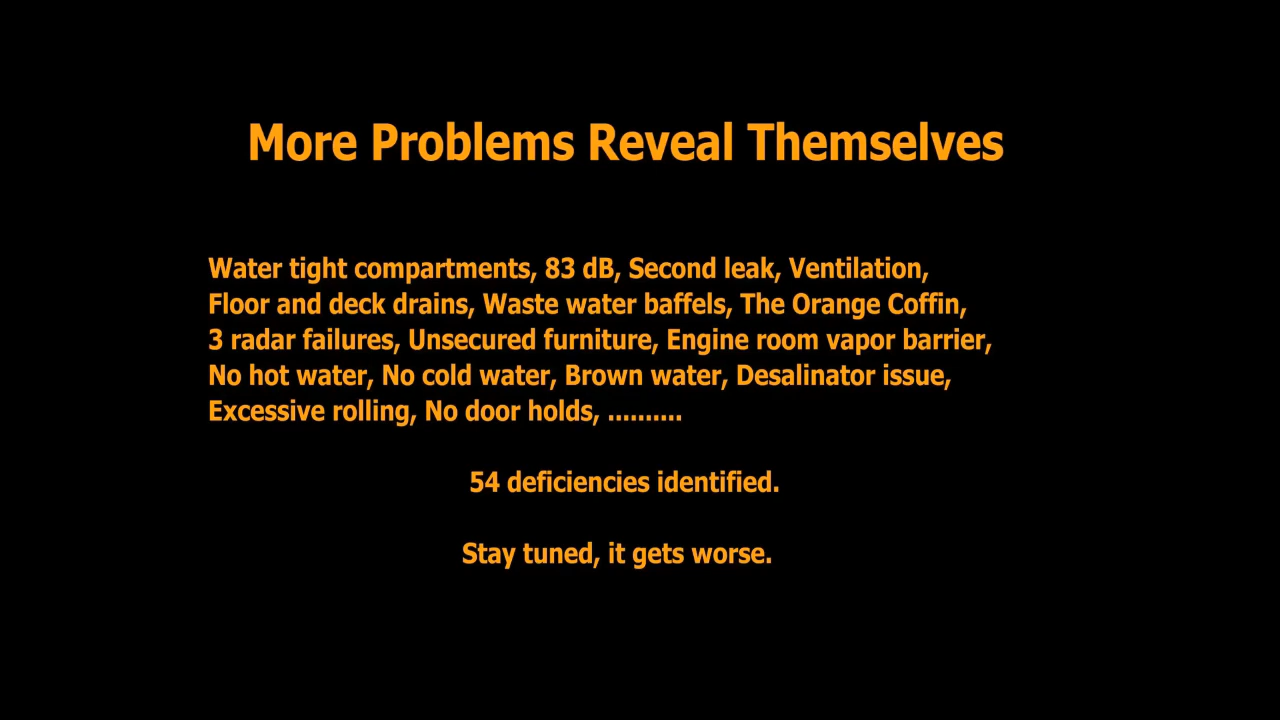 More Problems Reveal Themselves
Water tight compartments, 83 dB, Second leak, Ventilation,
Floor and deck drains, Waste water baffels, The Orange Coffin,
3 radar failures, Unsecured furniture, Engine room vapor barrier,
No hot water, No cold water, Brown water, Desalinator issue,
Excessive rolling, No door holds, ..........
54 deficiencies identified.
Stay tuned, it gets worse.